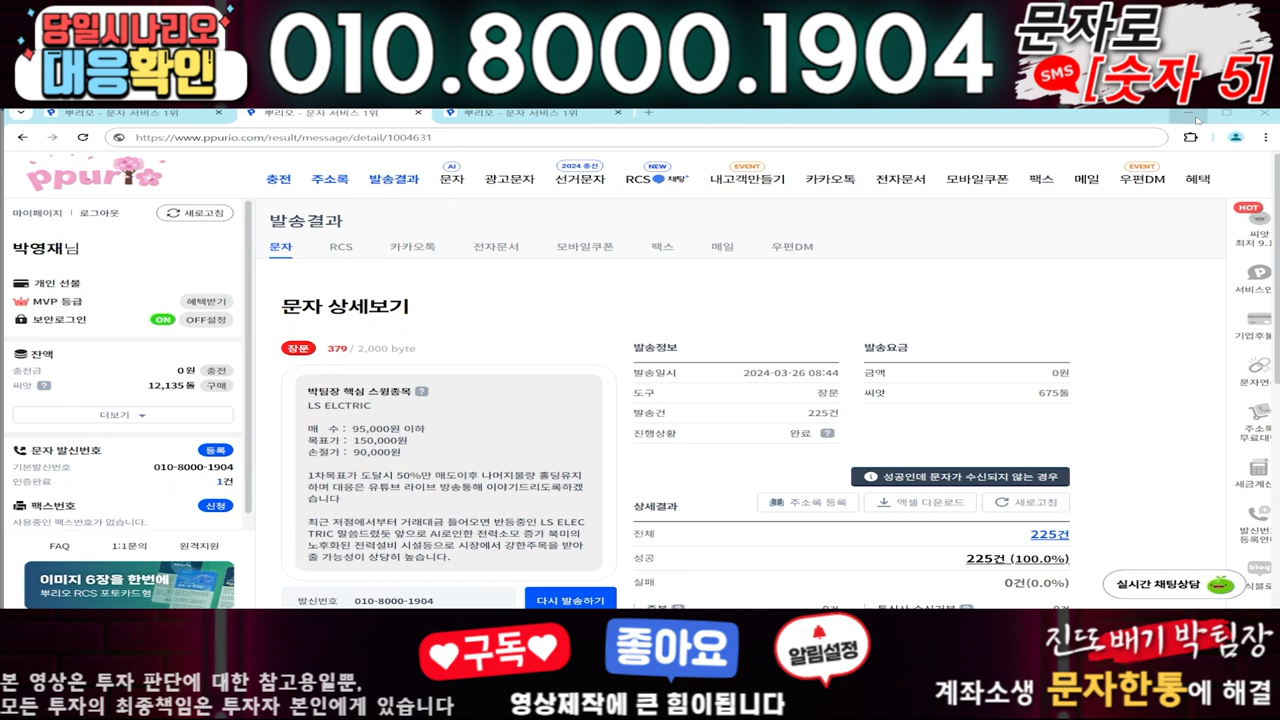 당일시나리오
대응확인
010.8000.1904
문자로
SMS [숫자 5]
뿌리오 - 문자 서비스 1위
뿌리오 - 문자 서비스 1위
뿌리오 - 문자 서비스 1위
https://www.ppurio.com/result/message/detail/1004631
ppurio
충전
주소록
발송결과
AI
문자
광고문자
2024 총선
선거문자
NEW
RCS 채팅+
EVENT
내고객만들기
카카오톡
전자문서
모바일쿠폰
팩스
메일
EVENT
우편DM
혜택
마이페이지 | 로그아웃
새로고침
박영재님
개인 선불
MVP 등급 혜택받기
보안로그인 ON OFF설정
잔액
충전금 0원 충전
씨앗 ? 12,135톨 구매
더보기
문자 발신번호 등록
기본발신번호 010-8000-1904
인증완료 1건
팩스번호 신청
사용중인 팩스번호가 없습니다.
FAQ 1:1문의 원격지원
이미지 6장을 한번에
뿌리오 RCS 포토카드형
발송결과
문자 RCS 카카오톡 전자문서 모바일쿠폰 팩스 메일 우편DM
문자 상세보기
장문 379 / 2,000 byte
박팀장 핵심 스윙종목 ?
LS ELCTRIC
매 수 : 95,000원 이하
목표가 : 150,000원
손절가 : 90,000원
1차목표가 도달시 50%만 매도이후 나머지물량 홀딩유지
하며 대응은 유튜브 라이브 방송통해 이야기드리도록하겠
습니다
최근 저점에서부터 거래대금 들어오면 반등중인 LS ELEC
TRIC 말씀드렸듯 앞으로 AI로인한 전력소모 증가 북미의
노후화된 전력설비 시설등으로 시장에서 강한주목을 받아
줄 가능성이 상당히 높습니다.
발신번호 010-8000-1904
다시 발송하기
발송정보
발송일시 2024-03-26 08:44
도구 장문
발송건 225건
진행상황 완료 ?
발송요금
금액 0원
씨앗 675톨
성공인데 문자가 수신되지 않는 경우
상세결과
주소록 등록
엑셀 다운로드
새로고침
전체 225건
성공 225건 (100.0%)
실패 0건(0.0%)
HOT
씨앗
최저 9.
서비스
기업후불
문자연
주소록
무료대
세금계
발신번
등록안
blog
실시간 채팅상담
본 영상은 투자 판단에 대한 참고용일뿐,
모든 투자의 최종책임은 투자자 본인에게 있습니다
구독
좋아요
알림설정
영상제작에 큰 힘이됩니다
진또배기 박팀장
계좌소생 문자한통에 해결